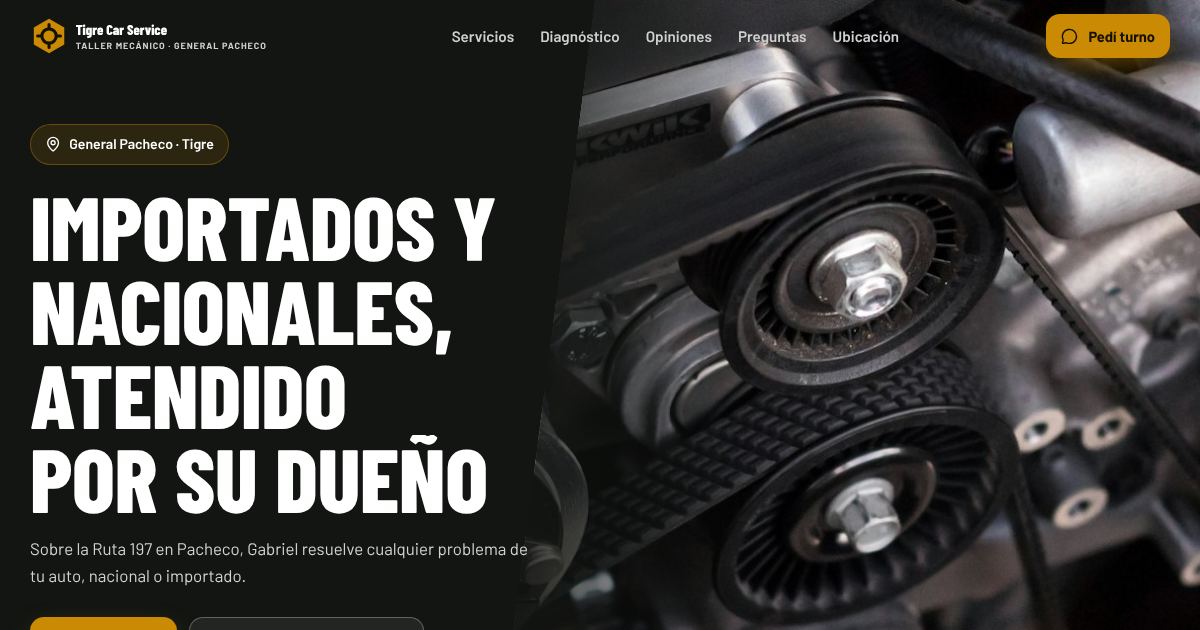 Tigre Car Service
TALLER MECÁNICO · GENERAL PACHECO
Servicios
Diagnóstico
Opiniones
Preguntas
Ubicación
Pedí turno
General Pacheco · Tigre
IMPORTADOS Y
NACIONALES,
ATENDIDO
POR SU DUEÑO
Sobre la Ruta 197 en Pacheco, Gabriel resuelve cualquier problema de
tu auto, nacional o importado.